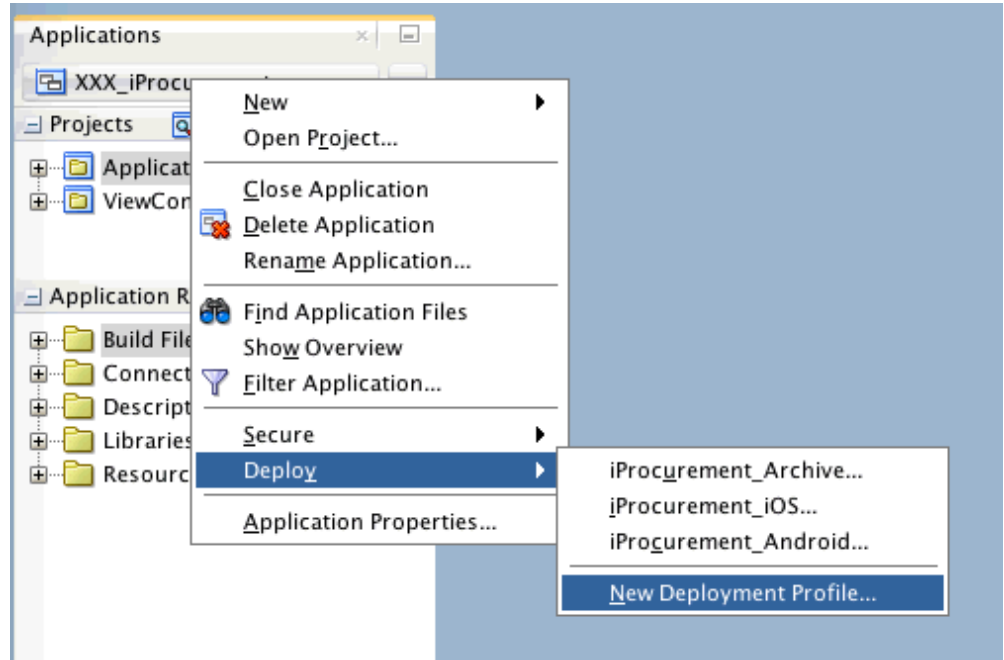 Applications
XXX_iProcu
Projects
Applicat
ViewCon
Application R
Build File
Connect
Descript
Libraries
Resourc
New
Open Project...
Close Application
Delete Application
Rename Application...
Find Application Files
Show Overview
Filter Application...
Secure
Deploy
Application Properties...
iProcurement_Archive...
iProcurement_iOS...
iProcurement_Android...
New Deployment Profile...